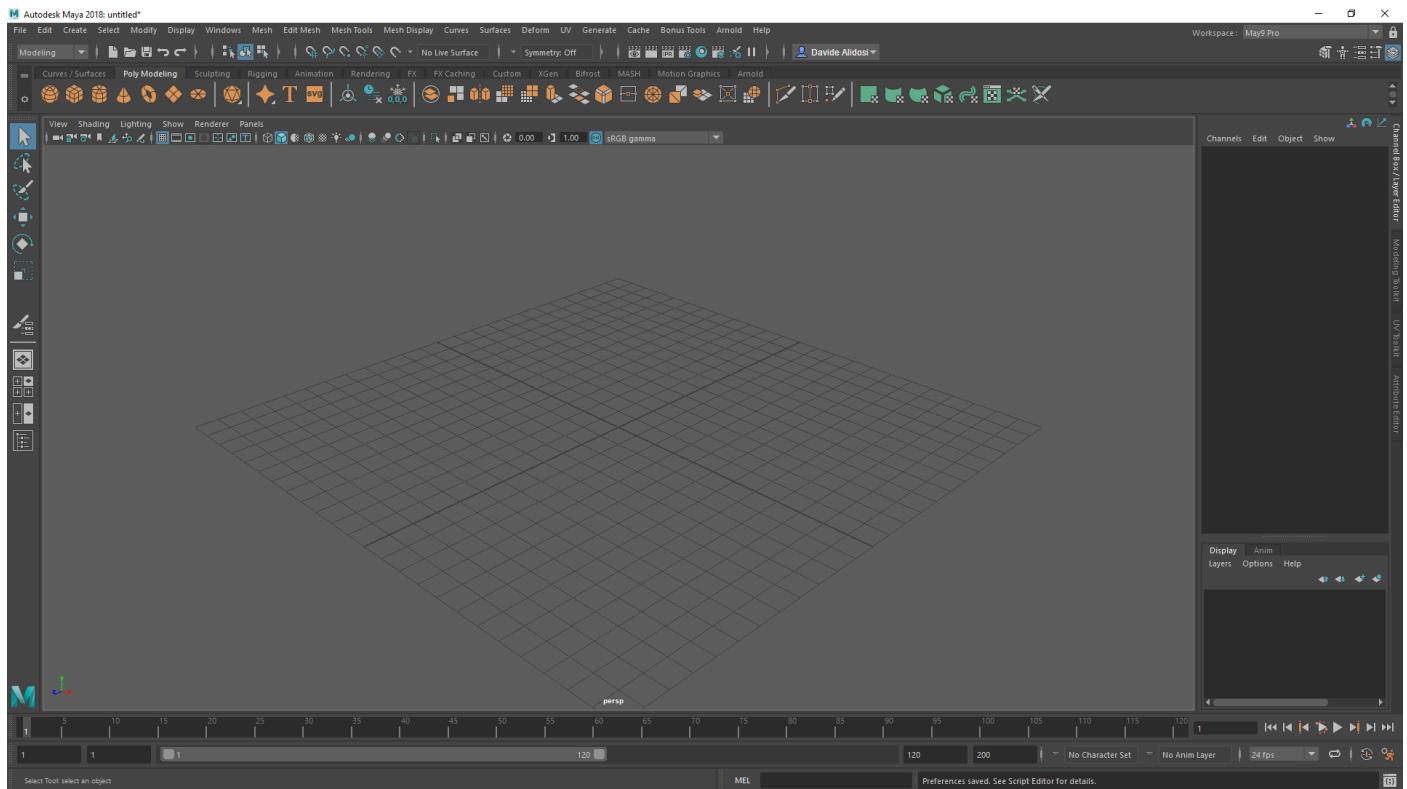 Autodesk Maya 2018: untitled*
File Edit Create Select Modify Display Windows Mesh Edit Mesh Mesh Tools Mesh Display Curves Surfaces Deform UV Generate Cache Bonus Tools Arnold Help
Workspace: May9 Pro
Modeling No Live Surface Symmetry: Off IPR Davide Alidosi
Curves / Surfaces Poly Modeling Sculpting Rigging Animation Rendering FX FX Caching Custom XGen Bifrost MASH Motion Graphics Arnold
T SVG 0,0,0
View Shading Lighting Show Renderer Panels
0.00 1.00 sRGB gamma
Channels Edit Object Show
Channel Box / Layer Editor
Modeling Toolkit
UV Toolkit
Attribute Editor
Display Anim
Layers Options Help
persp
1 5 10 15 20 25 30 35 40 45 50 55 60 65 70 75 80 85 90 95 100 105 110 115 120 1
1 1 1 120 120 200 No Character Set No Anim Layer 24 fps
Select Tool: select an object MEL Preferences saved. See Script Editor for details.